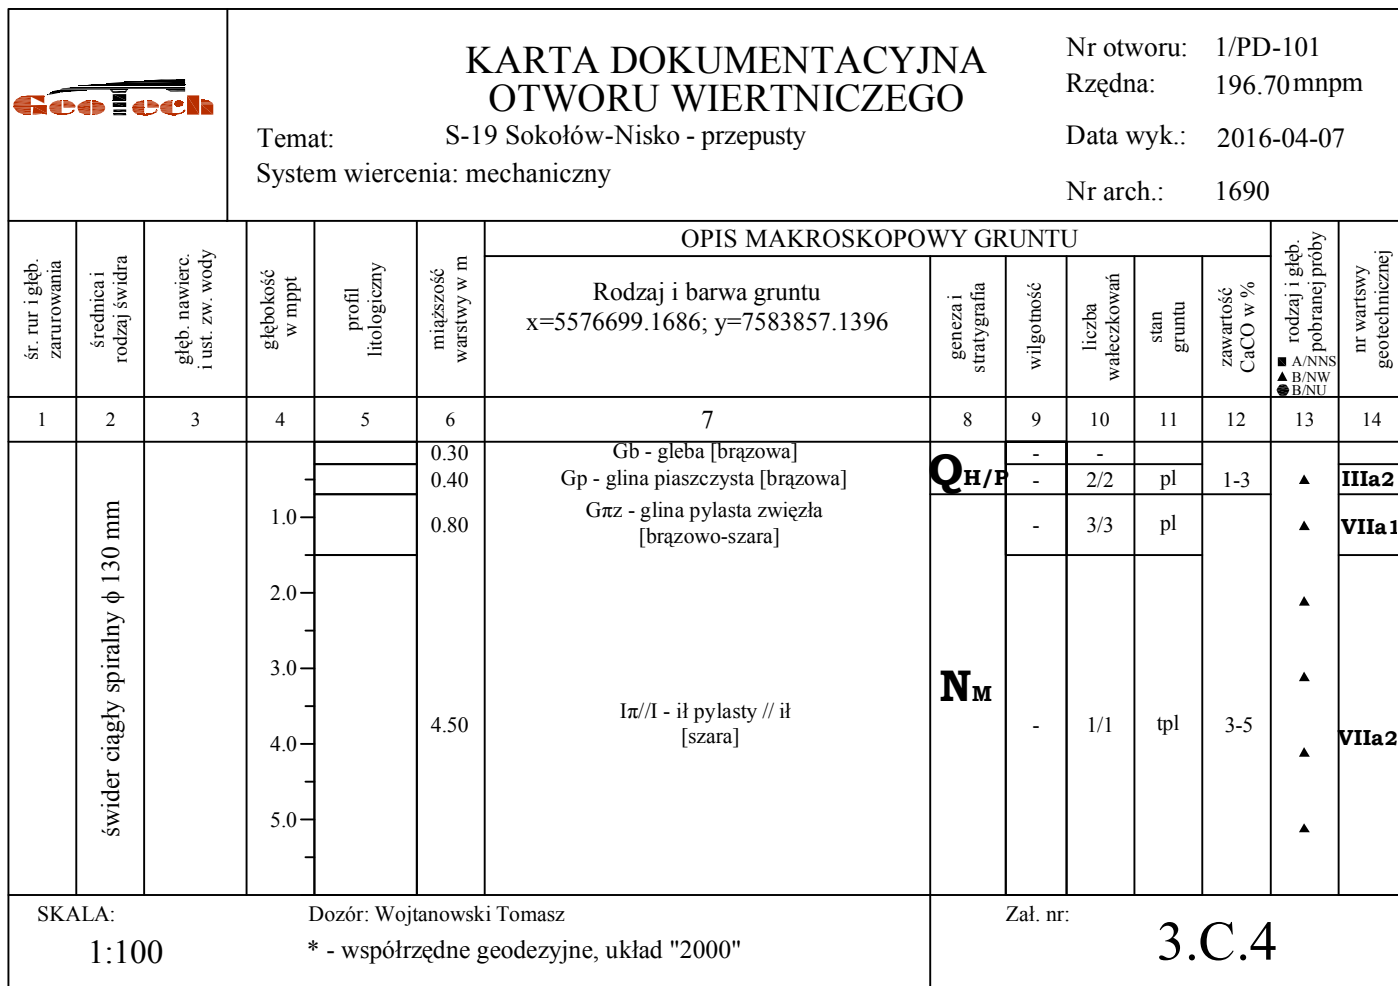 GeoTech
KARTA DOKUMENTACYJNA
OTWORU WIERTNICZEGO
Temat: S-19 Sokołów-Nisko - przepusty
System wiercenia: mechaniczny
Nr otworu: 1/PD-101
Rzędna: 196.70 mnpm
Data wyk.: 2016-04-07
Nr arch.: 1690
śr. rur i głęb.
zarurowania
średnica i
rodzaj świdra
głęb. nawierc.
i ust. zw. wody
głębokość
w mppt
profil
litologiczny
miąższość
warstwy w m
OPIS MAKROSKOPOWY GRUNTU
Rodzaj i barwa gruntu
x=5576699.1686; y=7583857.1396
geneza i
stratygrafia
wilgotność
liczba
wałeczkowań
stan
gruntu
zawartość
CaCO w %
rodzaj i głęb.
pobranej próby
■ A/NNS
▲ B/NW
● B/NU
nr wartswy
geotechnicznej
1 2 3 4 5 6 7 8 9 10 11 12 13 14
świder ciągły spiralny ϕ 130 mm
0.30 Gb - gleba [brązowa] - -
0.40 Gp - glina piaszczysta [brązowa] QH/P - 2/2 pl 1-3 ▲ IIIa2
1.0 0.80 Gπz - glina pylasta zwięzła
[brązowo-szara] - 3/3 pl ▲ VIIa1
2.0 ▲
3.0 ▲
NM
4.50 Iπ//I - ił pylasty // ił
[szara] - 1/1 tpl 3-5 VIIa2
4.0 ▲
5.0 ▲
SKALA:
1:100
Dozór: Wojtanowski Tomasz
* - współrzędne geodezyjne, układ "2000"
Zał. nr:
3.C.4